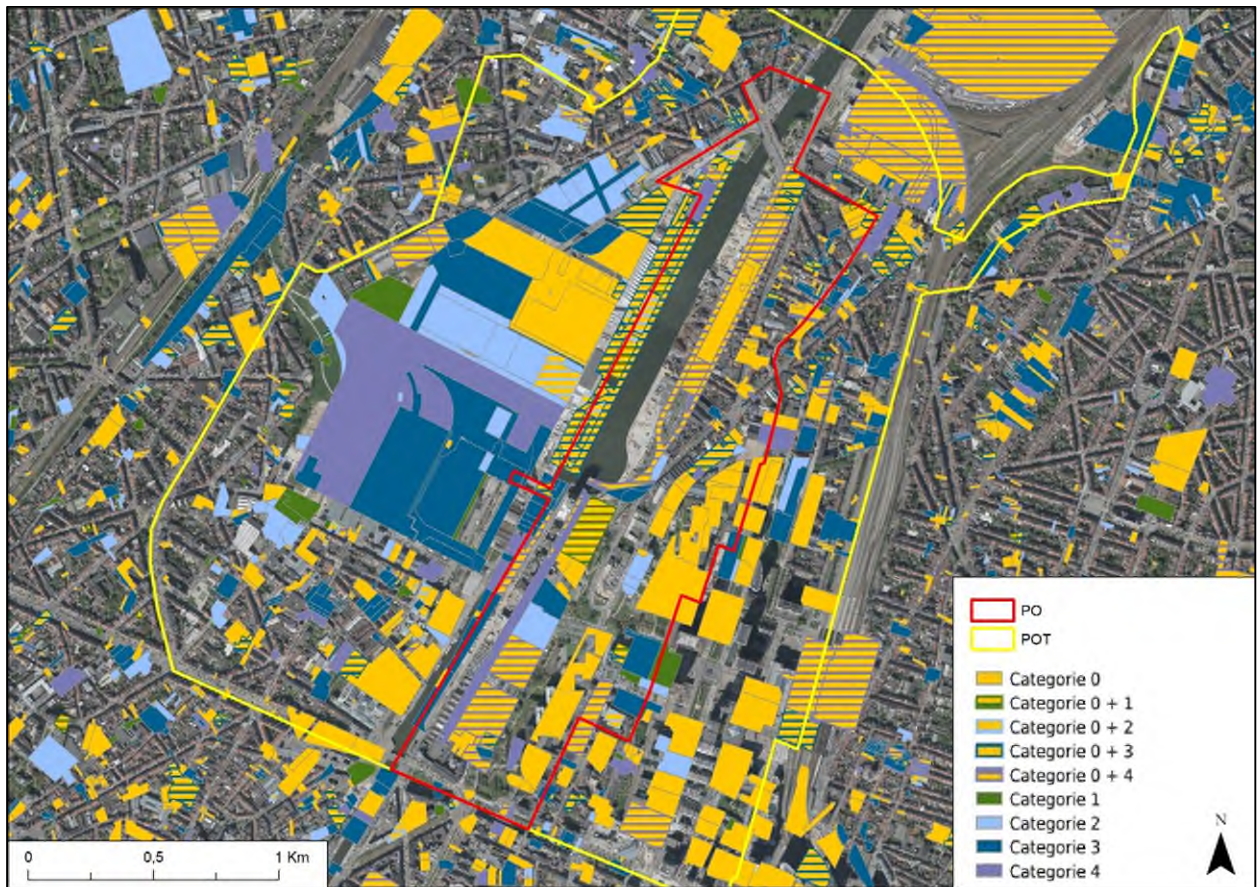 PO
POT
Categorie 0
Categorie 0 + 1
Categorie 0 + 2
Categorie 0 + 3
Categorie 0 + 4
Categorie 1
Categorie 2
Categorie 3
Categorie 4
N
0 0,5 1 Km